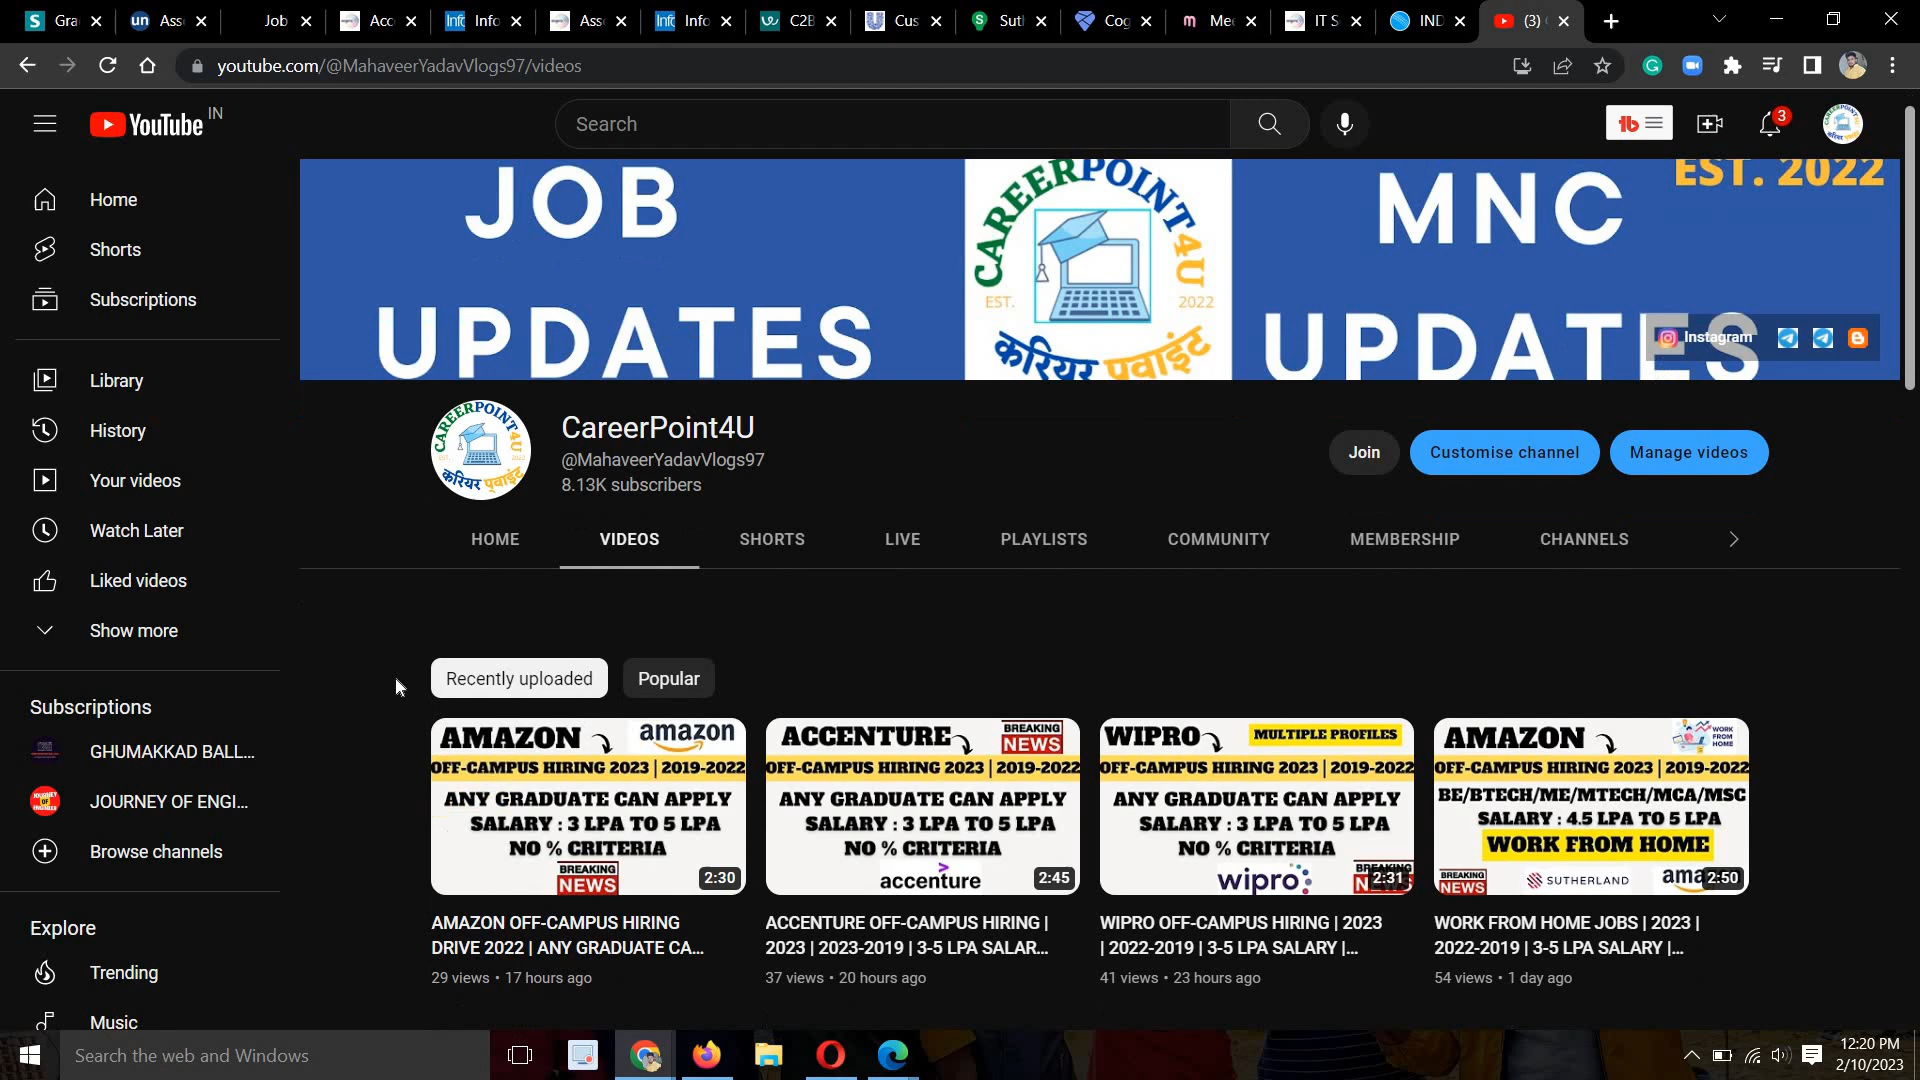 Gra
Ass
Job
Acc
Info
Ass
Info
C2B
Cus
Sutl
Cog
Mee
IT S
IND
(3)
youtube.com/@MahaveerYadavVlogs97/videos
YouTube IN
Search
3
JOB
UPDATES
CAREERPOINT4U
EST. 2022
करियर प्वाइंट
MNC
UPDATES
EST. 2022
Instagram
CareerPoint4U
@MahaveerYadavVlogs97
8.13K subscribers
Join
Customise channel
Manage videos
HOME
VIDEOS
SHORTS
LIVE
PLAYLISTS
COMMUNITY
MEMBERSHIP
CHANNELS
Home
Shorts
Subscriptions
Library
History
Your videos
Watch Later
Liked videos
Show more
Subscriptions
GHUMAKKAD BALL...
JOURNEY OF ENGI...
Browse channels
Explore
Trending
Music
Recently uploaded
Popular
AMAZON amazon
OFF-CAMPUS HIRING 2023 | 2019-2022
ANY GRADUATE CAN APPLY
SALARY : 3 LPA TO 5 LPA
NO % CRITERIA
BREAKING
NEWS
2:30
AMAZON OFF-CAMPUS HIRING
DRIVE 2022 | ANY GRADUATE CA...
29 views • 17 hours ago
ACCENTURE BREAKING
NEWS
OFF-CAMPUS HIRING 2023 | 2019-2022
ANY GRADUATE CAN APPLY
SALARY : 3 LPA TO 5 LPA
NO % CRITERIA
accenture
2:45
ACCENTURE OFF-CAMPUS HIRING |
2023 | 2023-2019 | 3-5 LPA SALAR...
37 views • 20 hours ago
WIPRO MULTIPLE PROFILES
OFF-CAMPUS HIRING 2023 | 2019-2022
ANY GRADUATE CAN APPLY
SALARY : 3 LPA TO 5 LPA
NO % CRITERIA
wipro
BREAKING
NEWS
2:31
WIPRO OFF-CAMPUS HIRING | 2023
| 2022-2019 | 3-5 LPA SALARY |...
41 views • 23 hours ago
AMAZON WORK
FROM
HOME
OFF-CAMPUS HIRING 2023 | 2019-2022
BE/BTECH/ME/MTECH/MCA/MSC
SALARY : 4.5 LPA TO 5 LPA
WORK FROM HOME
BREAKING
NEWS
SUTHERLAND
ama
2:50
WORK FROM HOME JOBS | 2023 |
2022-2019 | 3-5 LPA SALARY |...
54 views • 1 day ago
Search the web and Windows
12:20 PM
2/10/2023